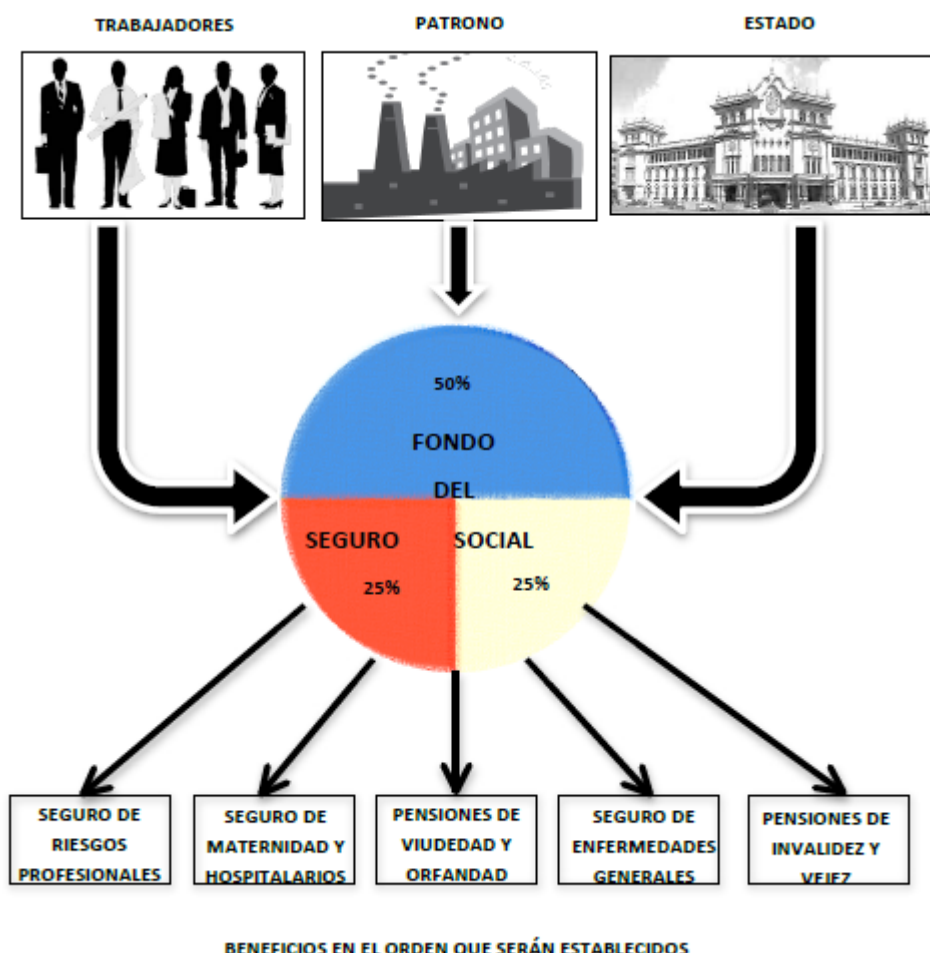 TRABAJADORES
PATRONO
ESTADO
50%
FONDO
DEL
SEGURO
SOCIAL
25%
25%
SEGURO DE
RIESGOS
PROFESIONALES
SEGURO DE
MATERNIDAD Y
HOSPITALARIOS
PENSIONES DE
VIUDEDAD Y
ORFANDAD
SEGURO DE
ENFERMEDADES
GENERALES
PENSIONES DE
INVALIDEZ Y
VEJEZ
BENEFICIOS EN EL ORDEN QUE SERÁN ESTABLECIDOS